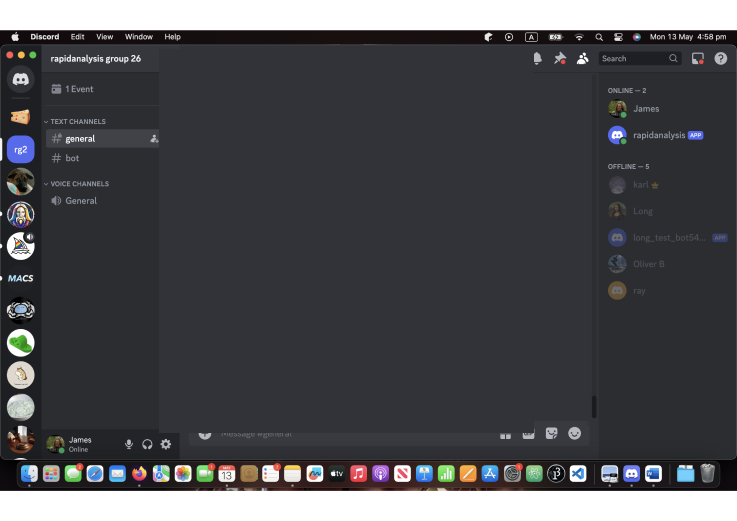 Discord Edit View Window Help
A
Mon 13 May 4:58 pm
rapidanalysis group 26
Search
1 Event
TEXT CHANNELS
general
bot
VOICE CHANNELS
General
rg2
MACS
ONLINE — 2
James
rapidanalysis APP
OFFLINE — 5
karl
Long
long_test_bot54... APP
Oliver B
ray
James
Online
Message #general
13
tv